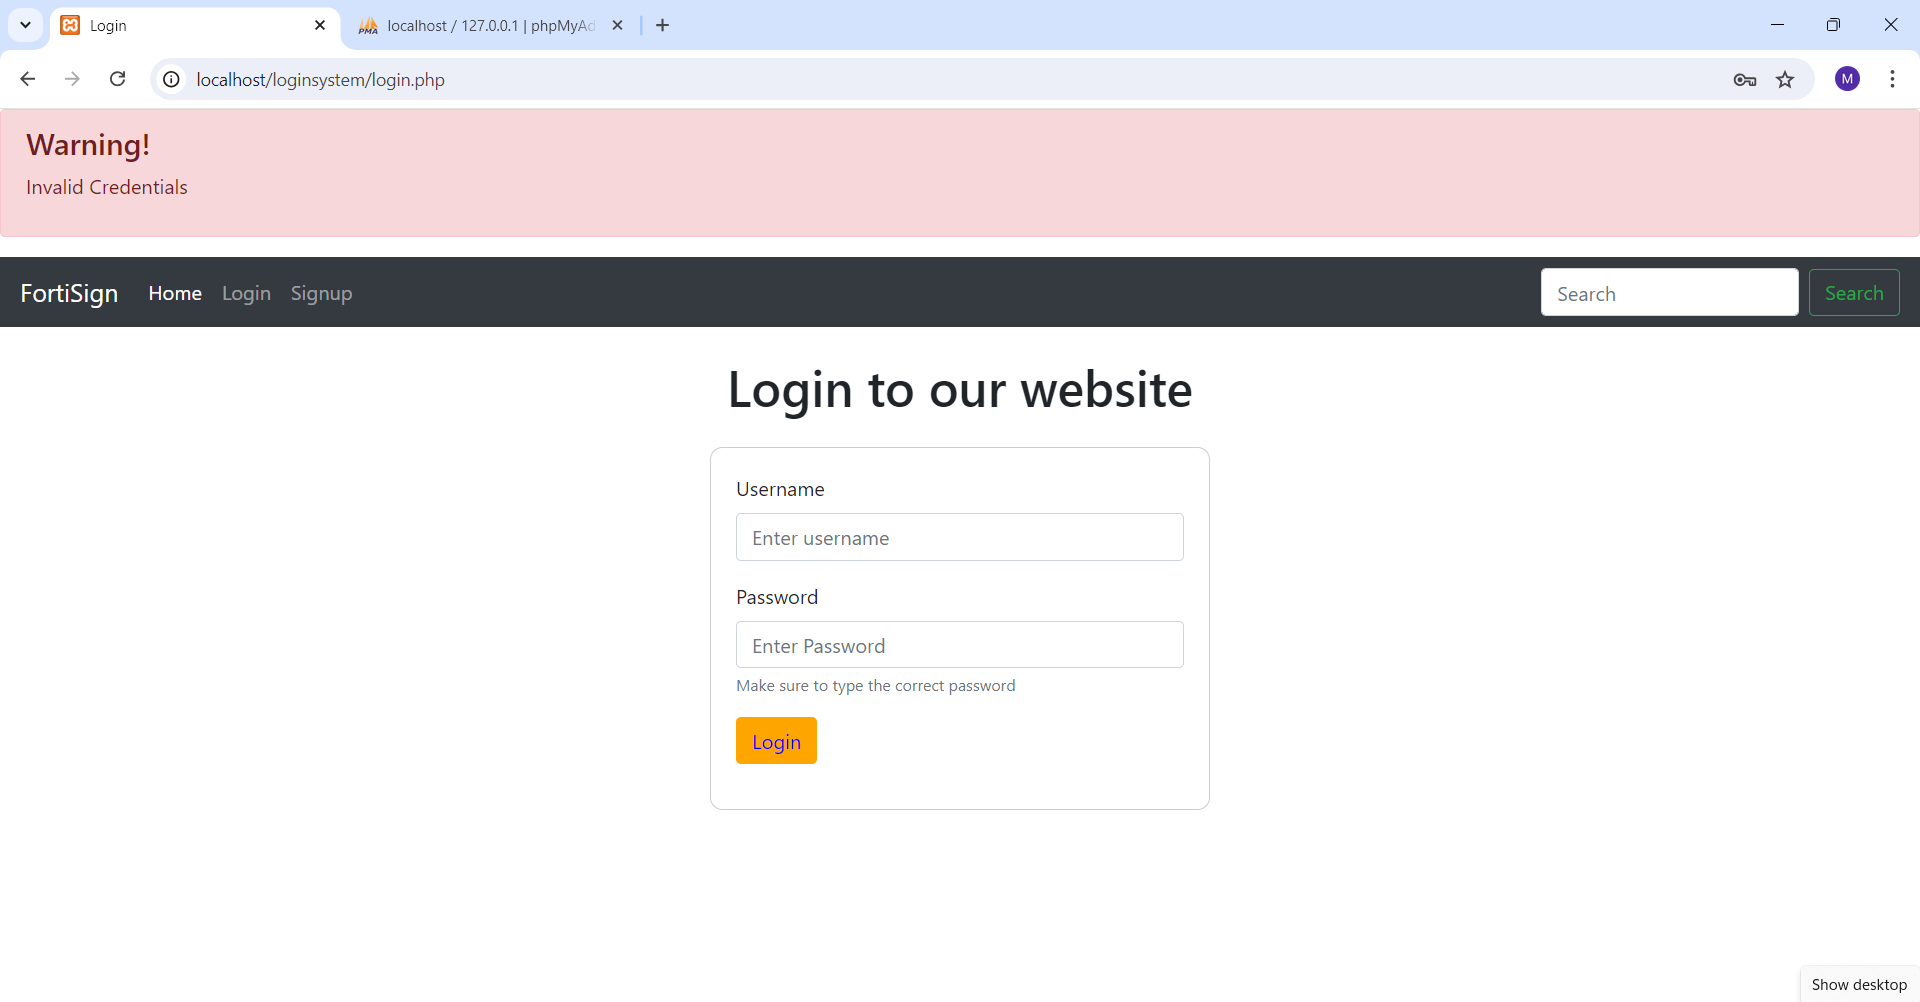 Login
localhost / 127.0.0.1 | phpMyAd
localhost/loginsystem/login.php
M
Warning!
Invalid Credentials
FortiSign Home Login Signup Search Search
Login to our website
Username
Enter username
Password
Enter Password
Make sure to type the correct password
Login
Show desktop